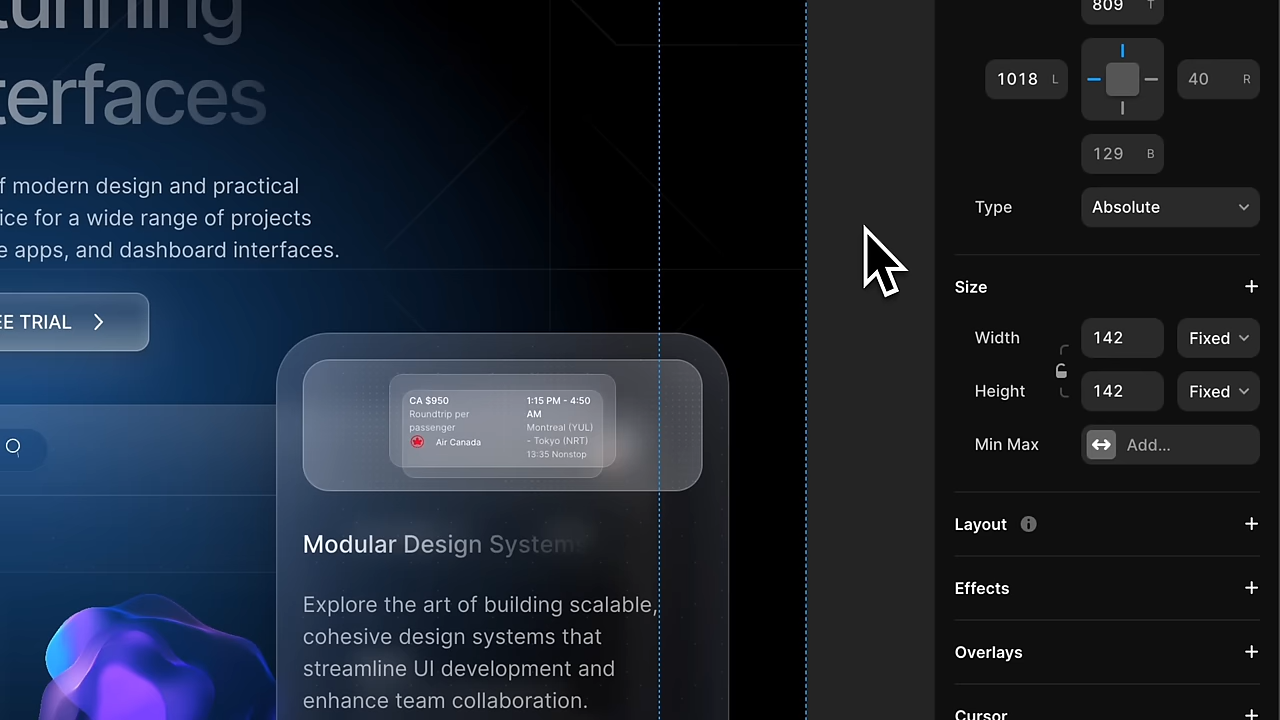 tunning
terfaces
f modern design and practical
ice for a wide range of projects
e apps, and dashboard interfaces.
EE TRIAL
CA $950
Roundtrip per
passenger
Air Canada
1:15 PM - 4:50
AM
Montreal (YUL)
- Tokyo (NRT)
13:35 Nonstop
Modular Design Systems
Explore the art of building scalable,
cohesive design systems that
streamline UI development and
enhance team collaboration.
809 T
1018 L
40 R
129 B
Type Absolute
Size
Width 142 Fixed
Height 142 Fixed
Min Max Add...
Layout
Effects
Overlays
Cursor